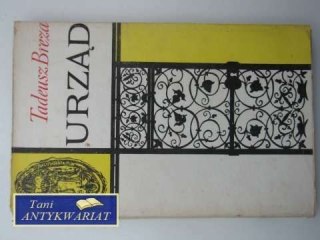 Tadeusz Breza
URZĄD
Tani
ANTYKWARIAT